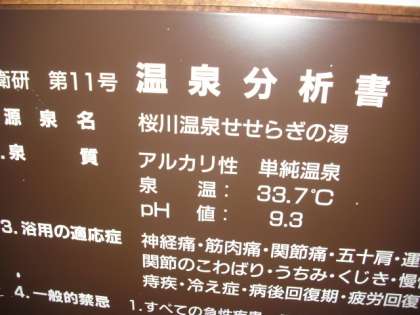 衛研 第11号 温泉分析書
源泉名 桜川温泉せせらぎの湯
.泉質 アルカリ性 単純温泉
泉温: 33.7℃
pH値: 9.3
3.浴用の適応症 神経痛・筋肉痛・関節痛・五十肩・運
関節のこわばり・うちみ・くじき・慢
痔疾・冷え症・病後回復期・疲労回復
4.一般的禁忌 1.すべての急性疾患